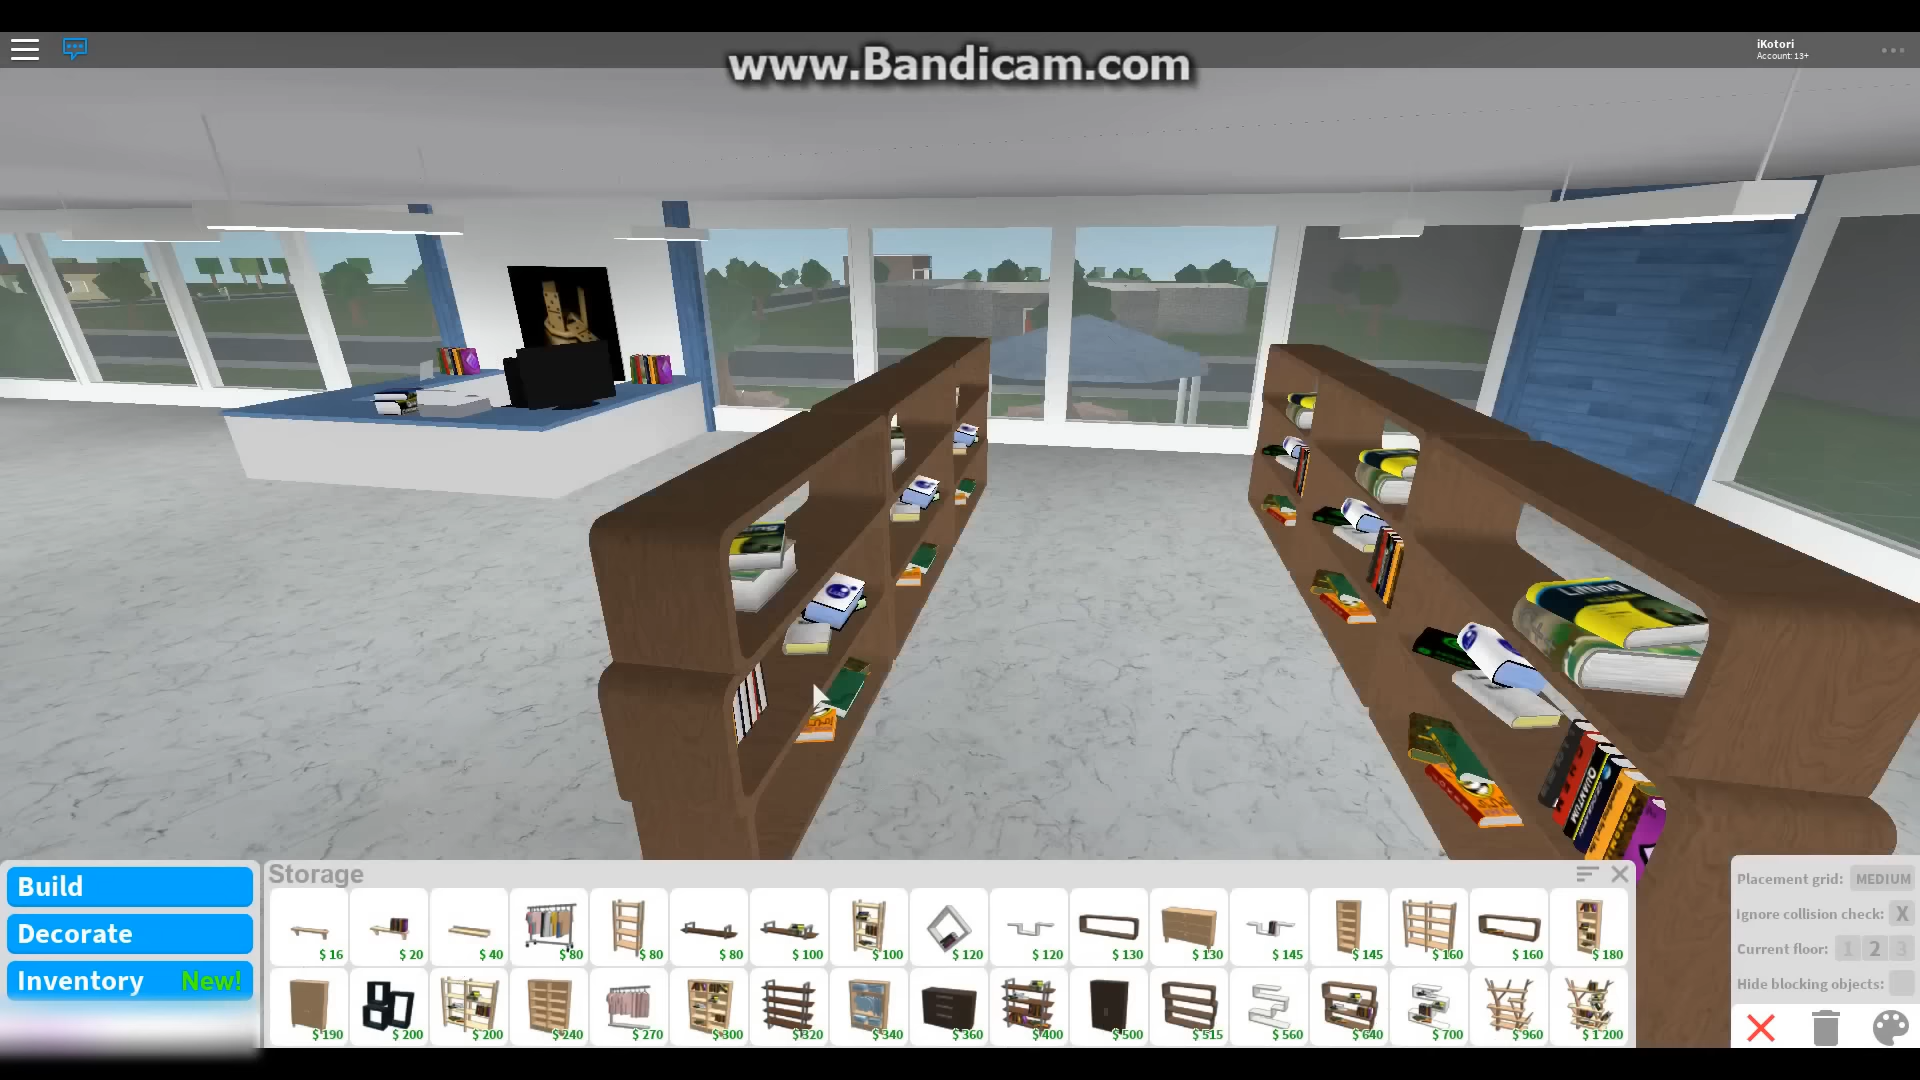 www.Bandicam.com
iKotori
Account: 13+
LIVING
QUANTUM
Build
Decorate
Inventory New!
Storage
$ 16
$ 20
$ 40
$ 80
$ 80
$ 80
$ 100
$ 100
$ 120
$ 120
$ 130
$ 130
$ 145
$ 145
$ 160
$ 160
$ 180
$ 190
$ 200
$ 200
$ 240
$ 270
$ 300
$ 320
$ 340
$ 360
$ 400
$ 500
$ 515
$ 560
$ 640
$ 700
$ 960
$ 1 200
Placement grid: MEDIUM
Ignore collision check: X
Current floor: 1 2 3
Hide blocking objects: